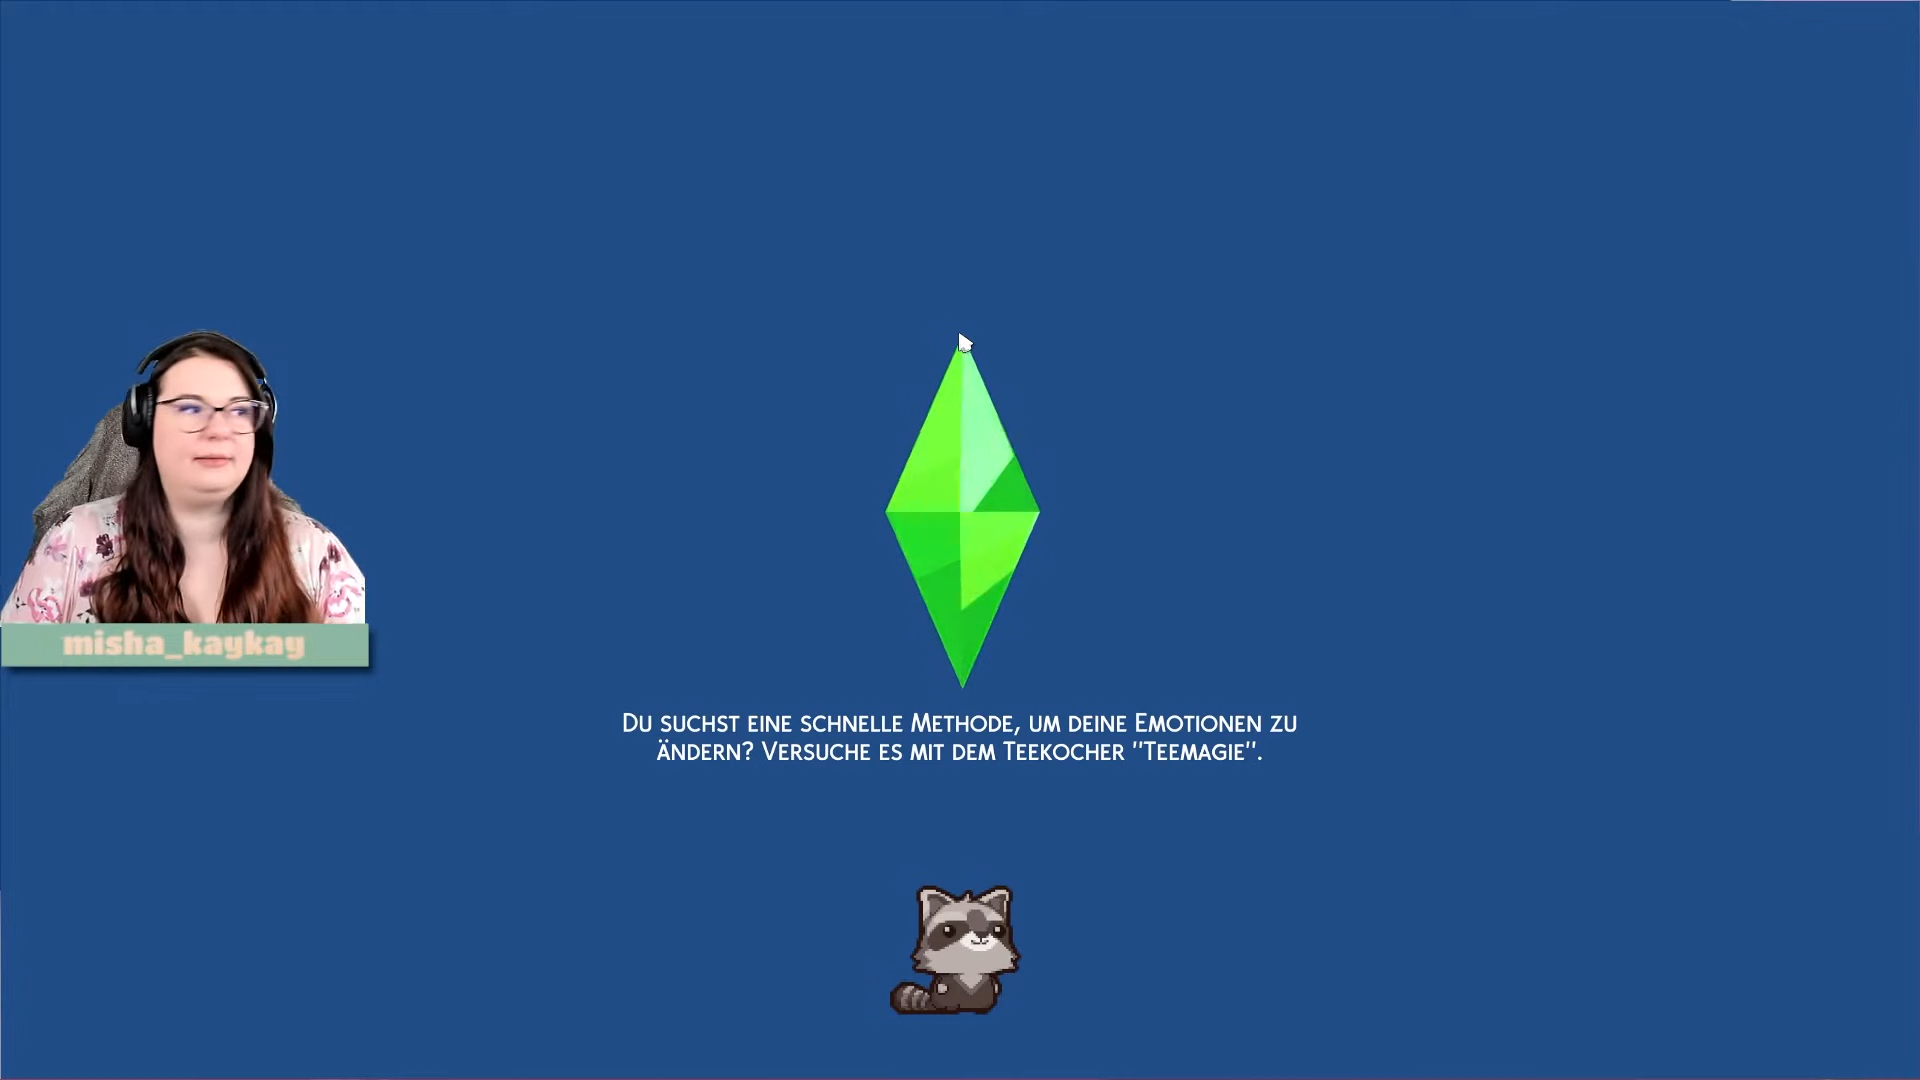 misha_kaykay
Du suchst eine schnelle Methode, um deine Emotionen zu
ändern? Versuche es mit dem Teekocher "Teemagie".